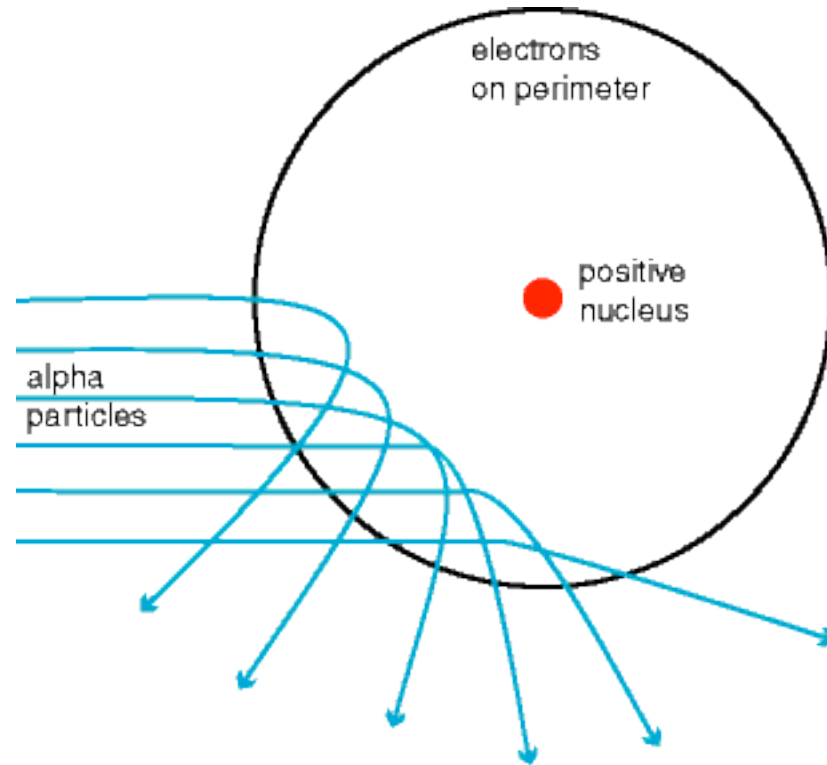 electrons
on perimeter
positive
nucleus
alpha
particles